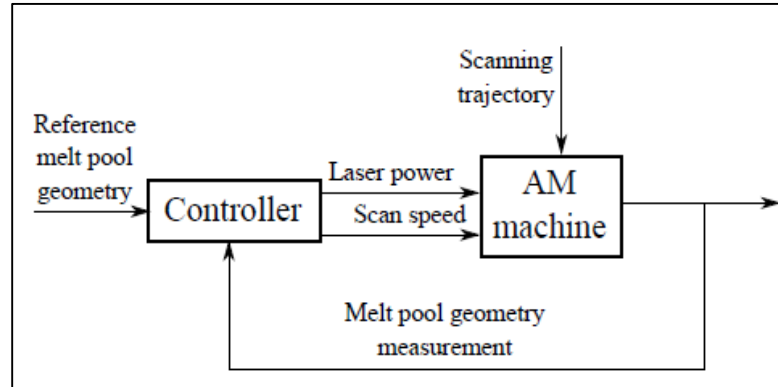 Scanning
trajectory
Reference
melt pool
geometry
Laser power
Controller
Scan speed
AM
machine
Melt pool geometry
measurement